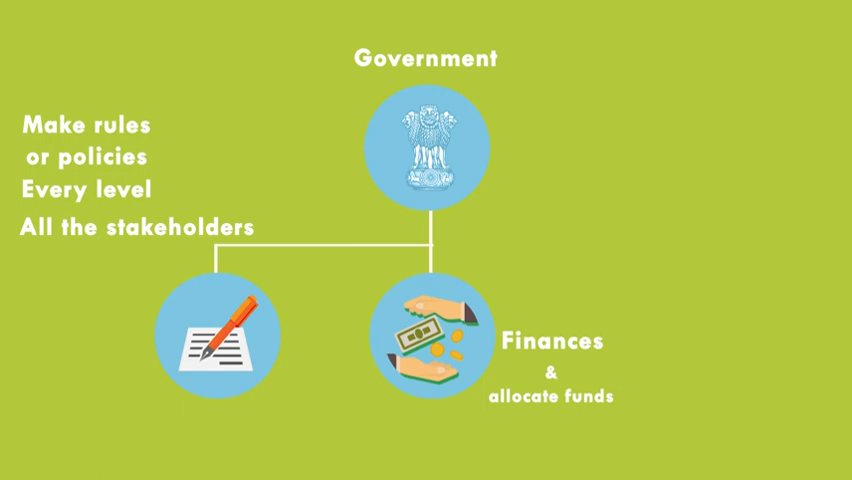 Government
Make rules
or policies
Every level
All the stakeholders
Finances
&
allocate funds